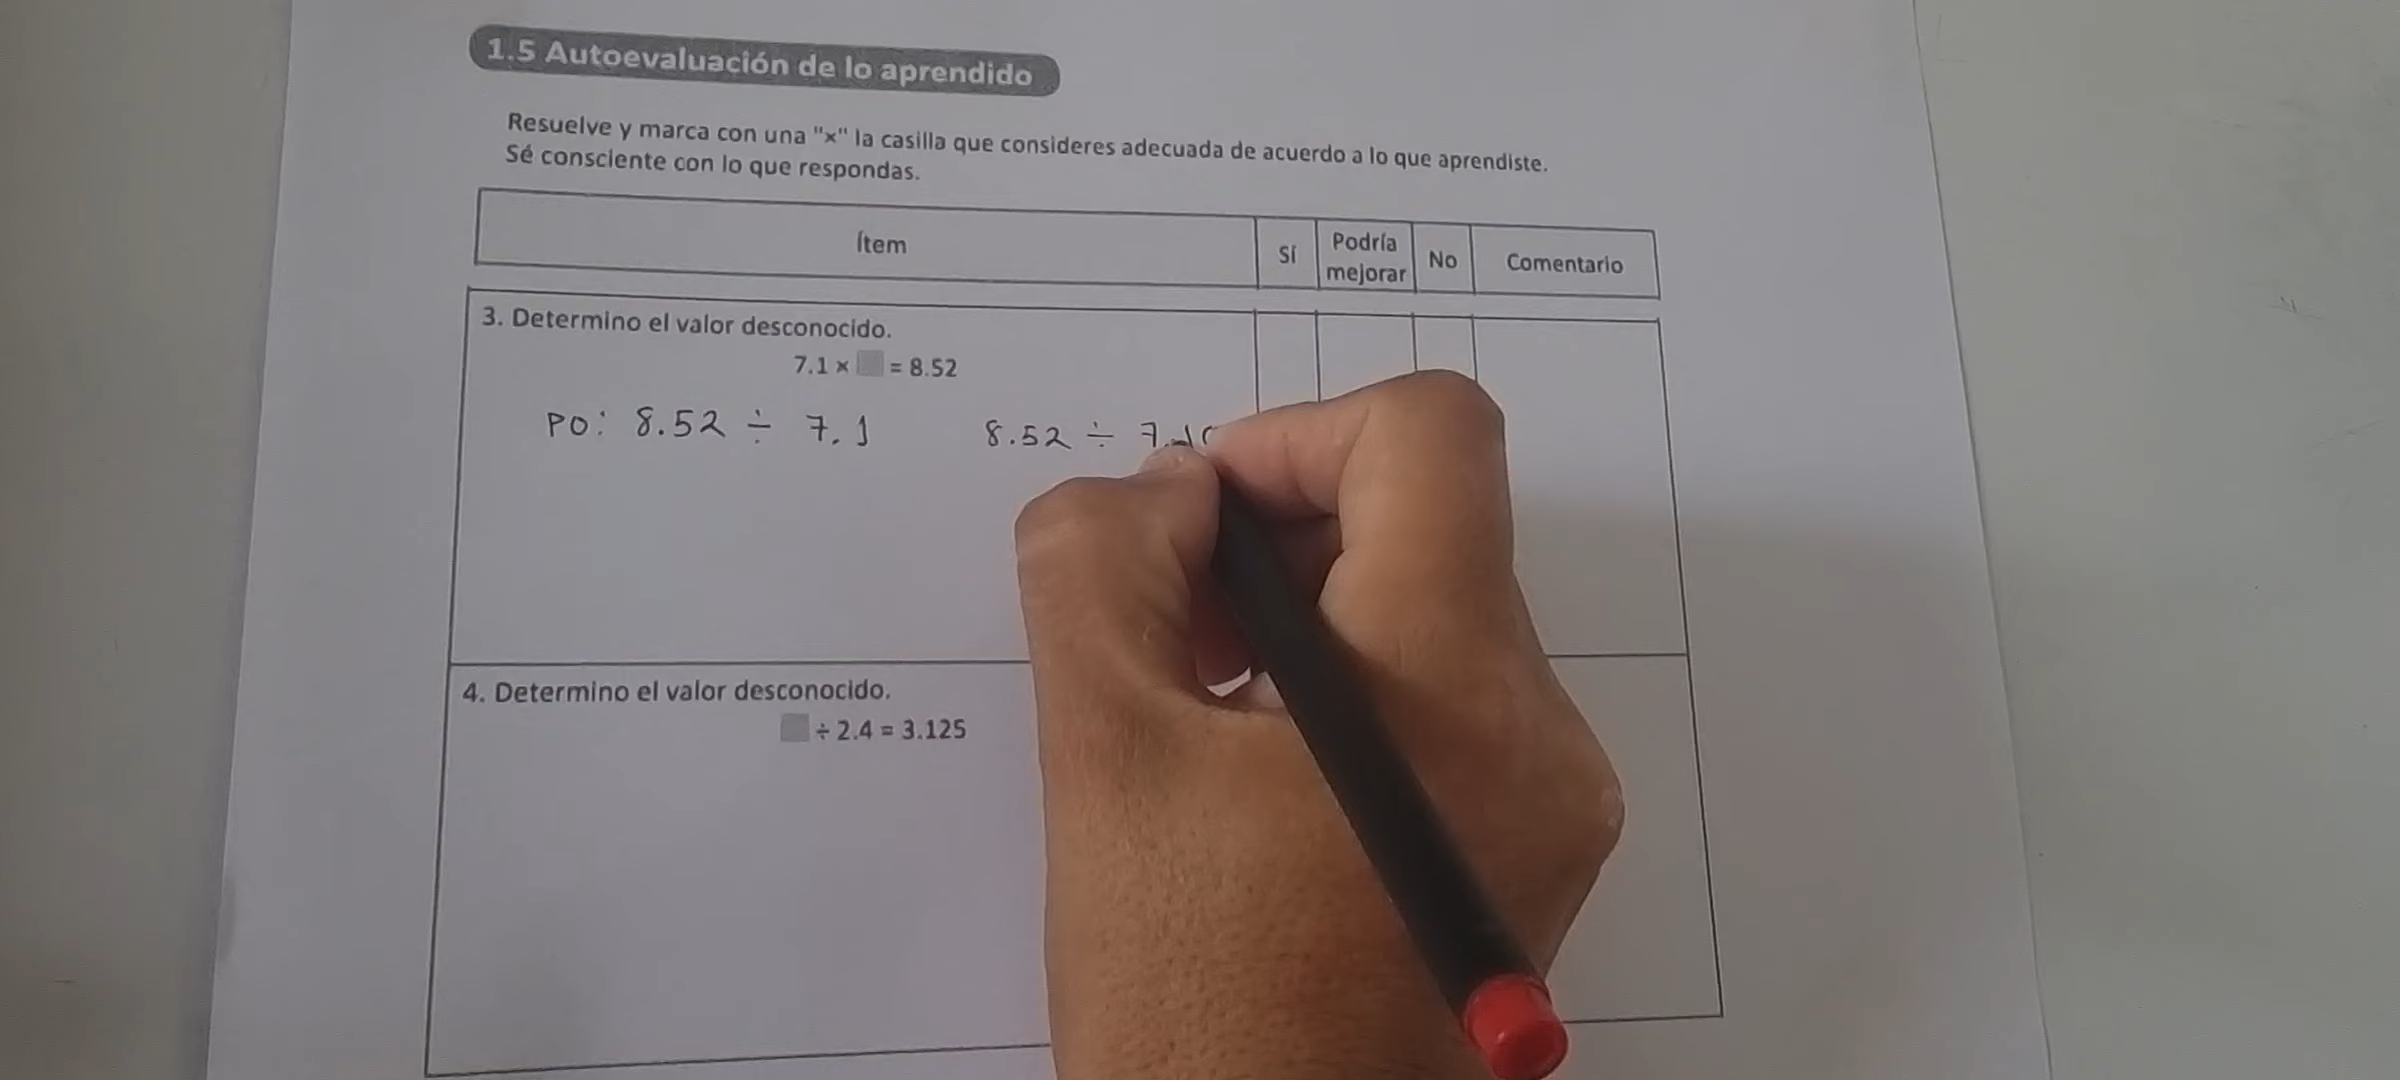 1.5 Autoevaluación de lo aprendido
Resuelve y marca con una "x" la casilla que consideres adecuada de acuerdo a lo que aprendiste.
Sé consciente con lo que respondas.
Ítem
Sí
Podría
mejorar
No
Comentario
3. Determino el valor desconocido.
7.1 × = 8.52
PO: 8.52 ÷ 7.1
8.52 ÷ 7.1
4. Determino el valor desconocido.
÷ 2.4 = 3.125